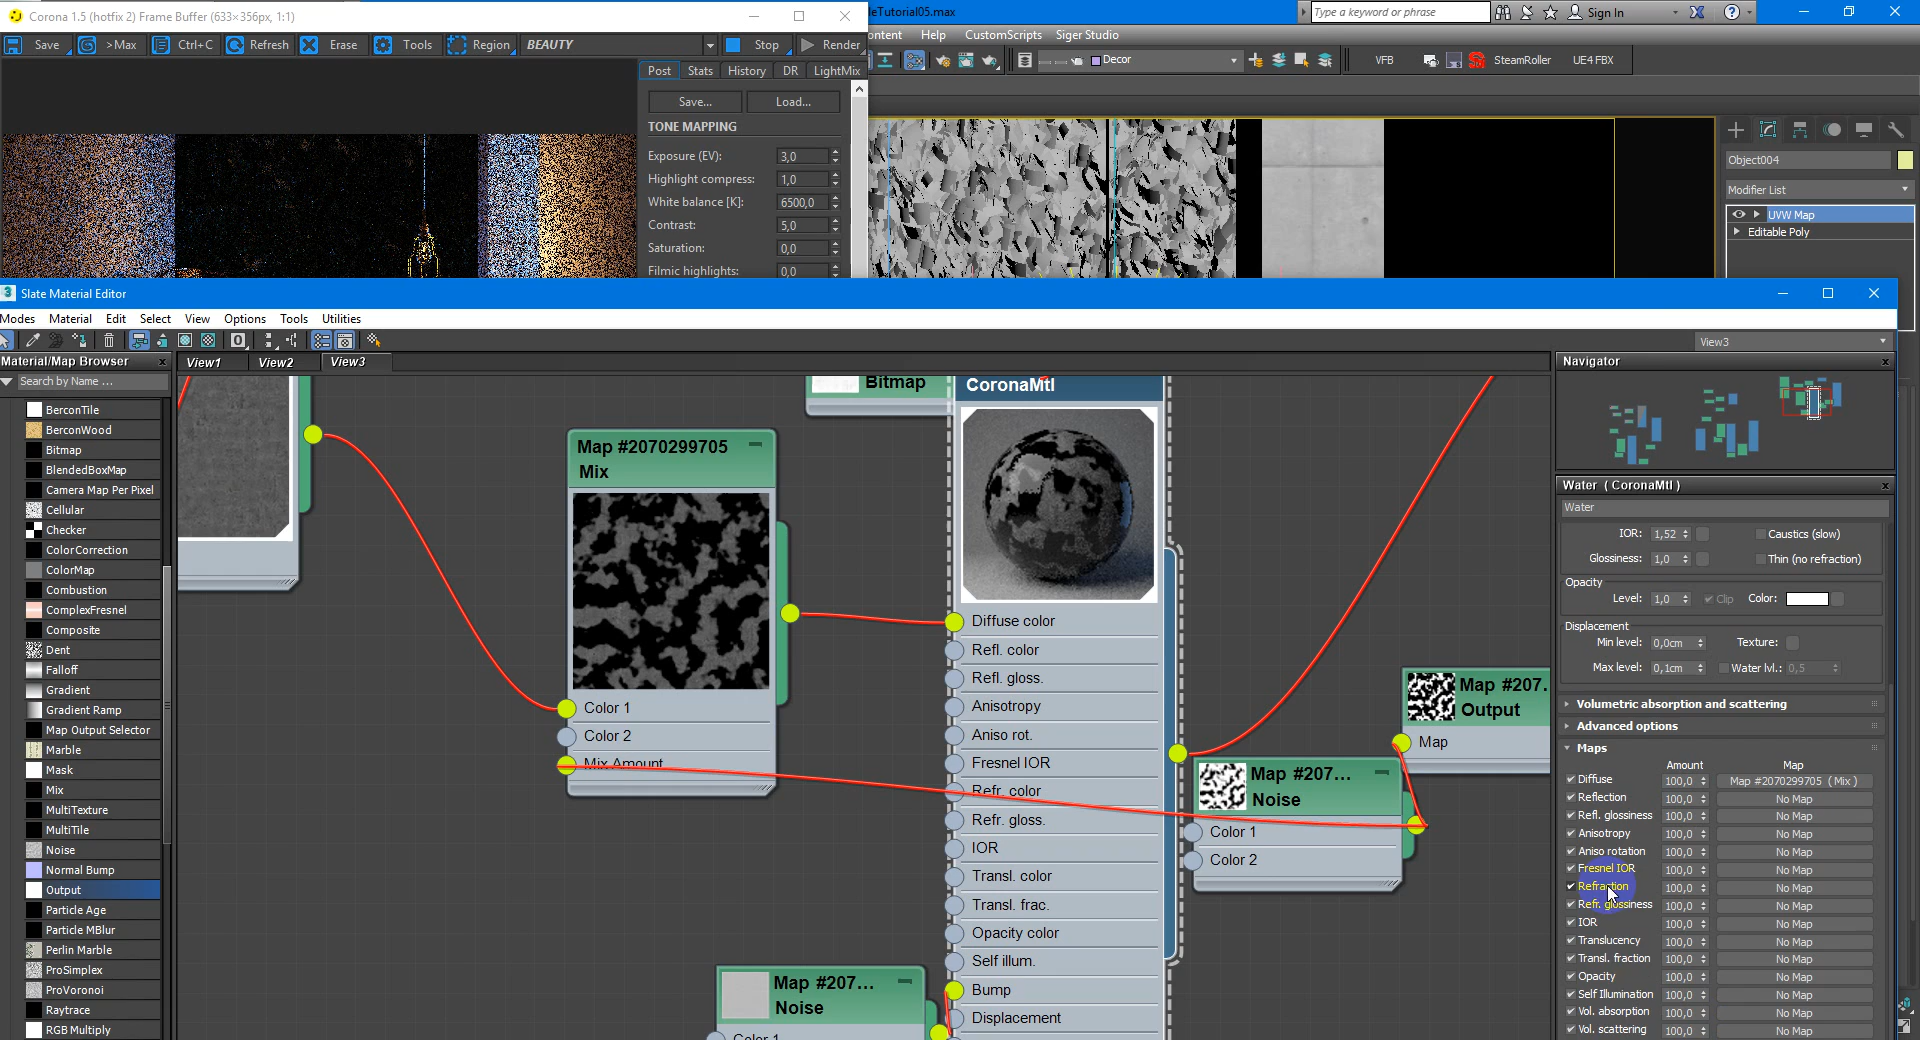 Corona 1.5 (hotfix 2) Frame Buffer (633×356px, 1:1)
Save
>Max
Ctrl+C
Refresh
Erase
Tools
Region
BEAUTY
Stop
Render
Post
Stats
History
DR
LightMix
Save...
Load...
TONE MAPPING
Exposure (EV): 3,0
Highlight compress: 1,0
White balance [K]: 6500,0
Contrast: 5,0
Saturation: 0,0
Filmic highlights: 0,0
leTutorial05.max
Type a keyword or phrase
Sign In
ontent
Help
CustomScripts
Siger Studio
Decor
VFB
SteamRoller
UE4 FBX
Object004
Modifier List
UVW Map
Editable Poly
3 Slate Material Editor
Modes
Material
Edit
Select
View
Options
Tools
Utilities
View3
Material/Map Browser
Search by Name ...
BerconTile
BerconWood
Bitmap
BlendedBoxMap
Camera Map Per Pixel
Cellular
Checker
ColorCorrection
ColorMap
Combustion
ComplexFresnel
Composite
Dent
Falloff
Gradient
Gradient Ramp
Map Output Selector
Marble
Mask
Mix
MultiTexture
MultiTile
Noise
Normal Bump
Output
Particle Age
Particle MBlur
Perlin Marble
ProSimplex
ProVoronoi
Raytrace
RGB Multiply
View1
View2
View3
Bitmap
CoronaMtl
Map #2070299705
Mix
Color 1
Color 2
Mix Amount
Diffuse color
Refl. color
Refl. gloss.
Anisotropy
Aniso rot.
Fresnel IOR
Refr. color
Refr. gloss.
IOR
Transl. color
Transl. frac.
Opacity color
Self illum.
Bump
Displacement
Map #207...
Noise
Color 1
Map #207...
Noise
Color 1
Color 2
Map #207.
Output
Map
Navigator
Water ( CoronaMtl )
Water
IOR: 1,52
Caustics (slow)
Glossiness: 1,0
Thin (no refraction)
Opacity
Level: 1,0
Clip
Color:
Displacement
Min level: 0,0cm
Texture:
Max level: 0,1cm
Water lvl.: 0,5
Volumetric absorption and scattering
Advanced options
Maps
Amount
Map
Diffuse 100,0 Map #2070299705 ( Mix )
Reflection 100,0 No Map
Refl. glossiness 100,0 No Map
Anisotropy 100,0 No Map
Aniso rotation 100,0 No Map
Fresnel IOR 100,0 No Map
Refraction 100,0 No Map
Refr. glossiness 100,0 No Map
IOR 100,0 No Map
Translucency 100,0 No Map
Transl. fraction 100,0 No Map
Opacity 100,0 No Map
Self Illumination 100,0 No Map
Vol. absorption 100,0 No Map
Vol. scattering 100,0 No Map